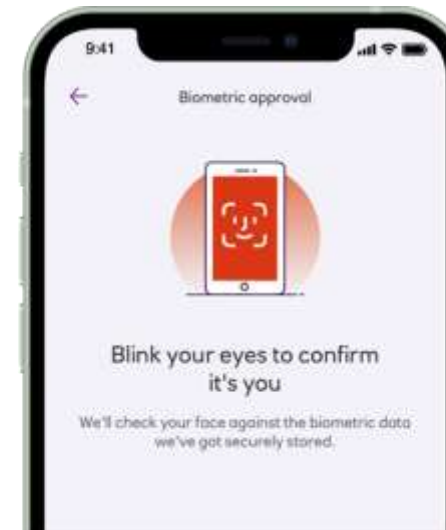 9:41
Biometric approval
Blink your eyes to confirm
it's you
We'll check your face against the biometric data
we've got securely stored.